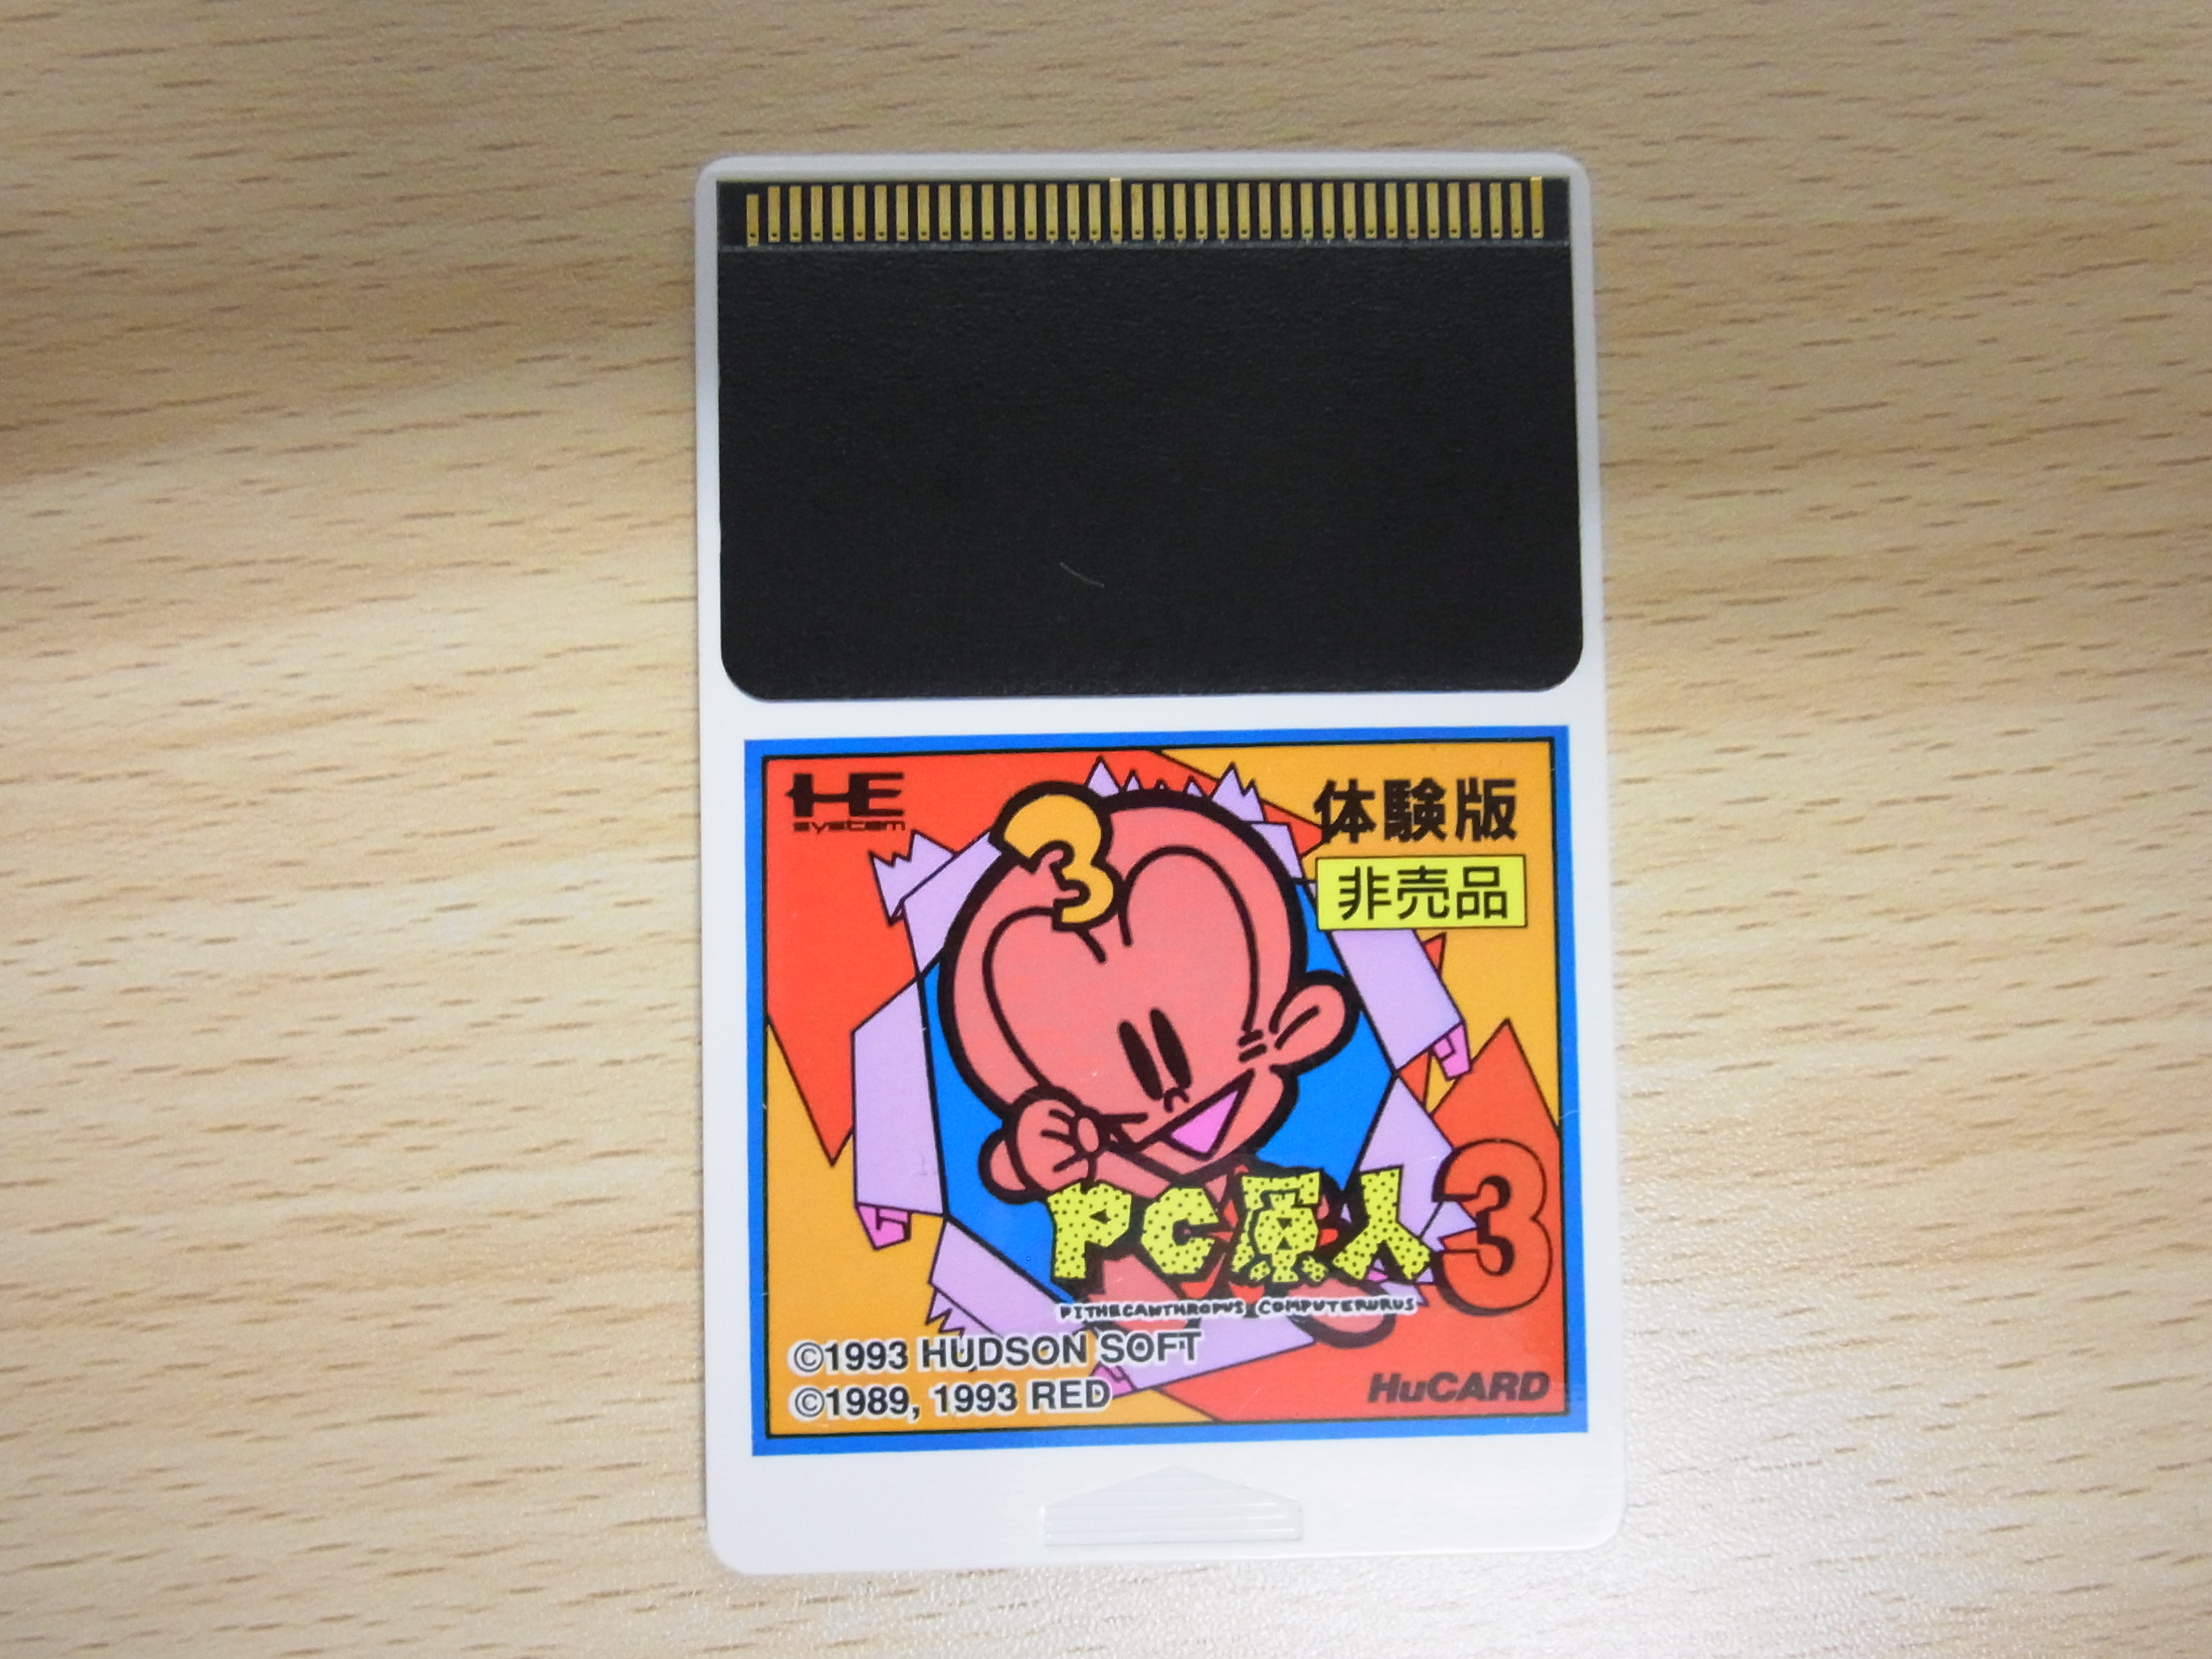 HE
system
体験版
非売品
3
PC原人3
PITHECANTHROPUS COMPUTERURUS
©1993 HUDSON SOFT
©1989, 1993 RED
HuCARD